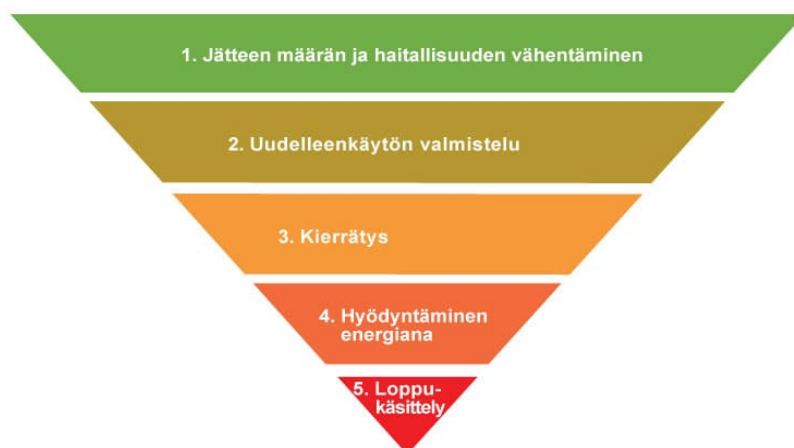 1. Jätteen määrän ja haitallisuuden vähentäminen
2. Uudelleenkäytön valmistelu
3. Kierrätys
4. Hyödyntäminen
energiana
5. Loppu-
käsittely